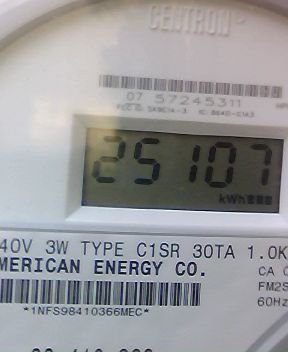 CENTRON®
07 57245311
25107
kWh
40V 3W TYPE C1SR 30TA 1.0K
MERICAN ENERGY CO.
CA 0
FM2S
60Hz
*1NFS98410366MEC*